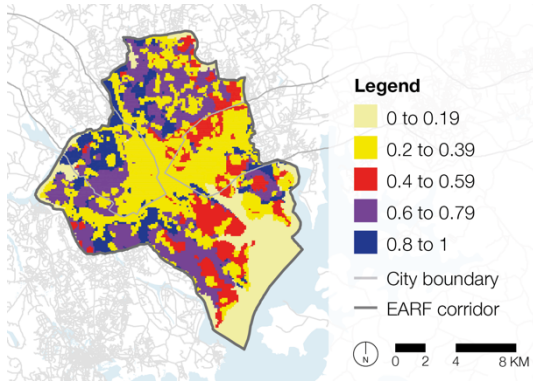 Legend
0 to 0.19
0.2 to 0.39
0.4 to 0.59
0.6 to 0.79
0.8 to 1
City boundary
EARF corridor
N
0 2 4 8 KM